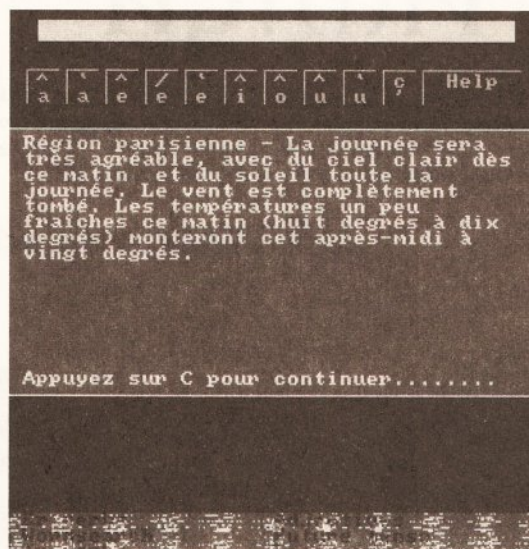 â à ê é è î ô û ù ç Help
Région parisienne - La journée sera
très agréable, avec du ciel clair dès
ce matin et du soleil toute la
journée. Le vent est complètement
tombé. Les températures un peu
fraîches ce matin (huit degrés à dix
degrés) monteront cet après-midi à
vingt degrés.
Appuyez sur C pour continuer........